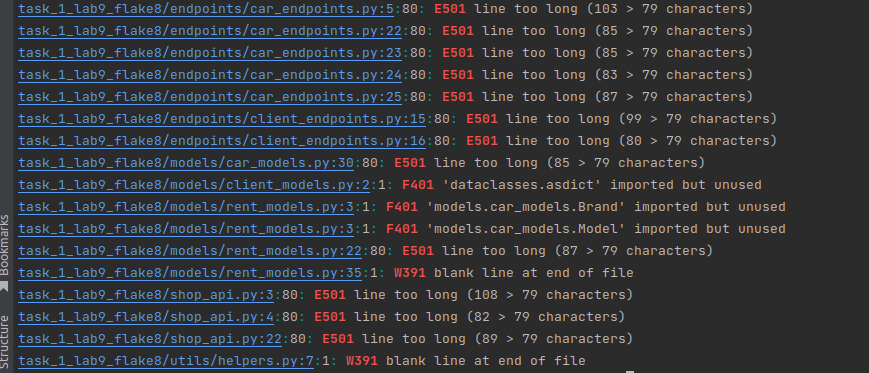 task_1_lab9_flake8/endpoints/car_endpoints.py:5:80: E501 line too long (103 > 79 characters)
task_1_lab9_flake8/endpoints/car_endpoints.py:22:80: E501 line too long (85 > 79 characters)
task_1_lab9_flake8/endpoints/car_endpoints.py:23:80: E501 line too long (85 > 79 characters)
task_1_lab9_flake8/endpoints/car_endpoints.py:24:80: E501 line too long (83 > 79 characters)
task_1_lab9_flake8/endpoints/car_endpoints.py:25:80: E501 line too long (87 > 79 characters)
task_1_lab9_flake8/endpoints/client_endpoints.py:15:80: E501 line too long (99 > 79 characters)
task_1_lab9_flake8/endpoints/client_endpoints.py:16:80: E501 line too long (80 > 79 characters)
task_1_lab9_flake8/models/car_models.py:30:80: E501 line too long (85 > 79 characters)
task_1_lab9_flake8/models/client_models.py:2:1: F401 'dataclasses.asdict' imported but unused
task_1_lab9_flake8/models/rent_models.py:3:1: F401 'models.car_models.Brand' imported but unused
task_1_lab9_flake8/models/rent_models.py:3:1: F401 'models.car_models.Model' imported but unused
task_1_lab9_flake8/models/rent_models.py:22:80: E501 line too long (87 > 79 characters)
task_1_lab9_flake8/models/rent_models.py:35:1: W391 blank line at end of file
task_1_lab9_flake8/shop_api.py:3:80: E501 line too long (108 > 79 characters)
task_1_lab9_flake8/shop_api.py:4:80: E501 line too long (82 > 79 characters)
task_1_lab9_flake8/shop_api.py:22:80: E501 line too long (89 > 79 characters)
task_1_lab9_flake8/utils/helpers.py:7:1: W391 blank line at end of file
Bookmarks
Structure